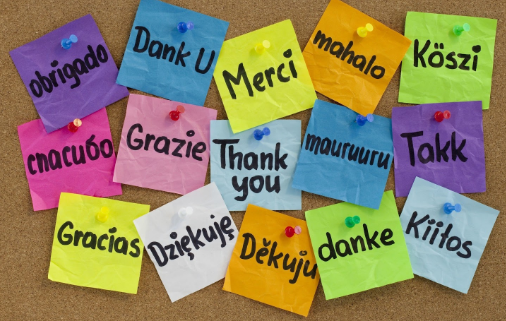 obrigado
Dank U
Merci
mahalo
Köszi
спасибо
Grazie
Thank
you
mauruuru
Takk
Gracias
Dziękuję
Děkuju
danke
Kiitos